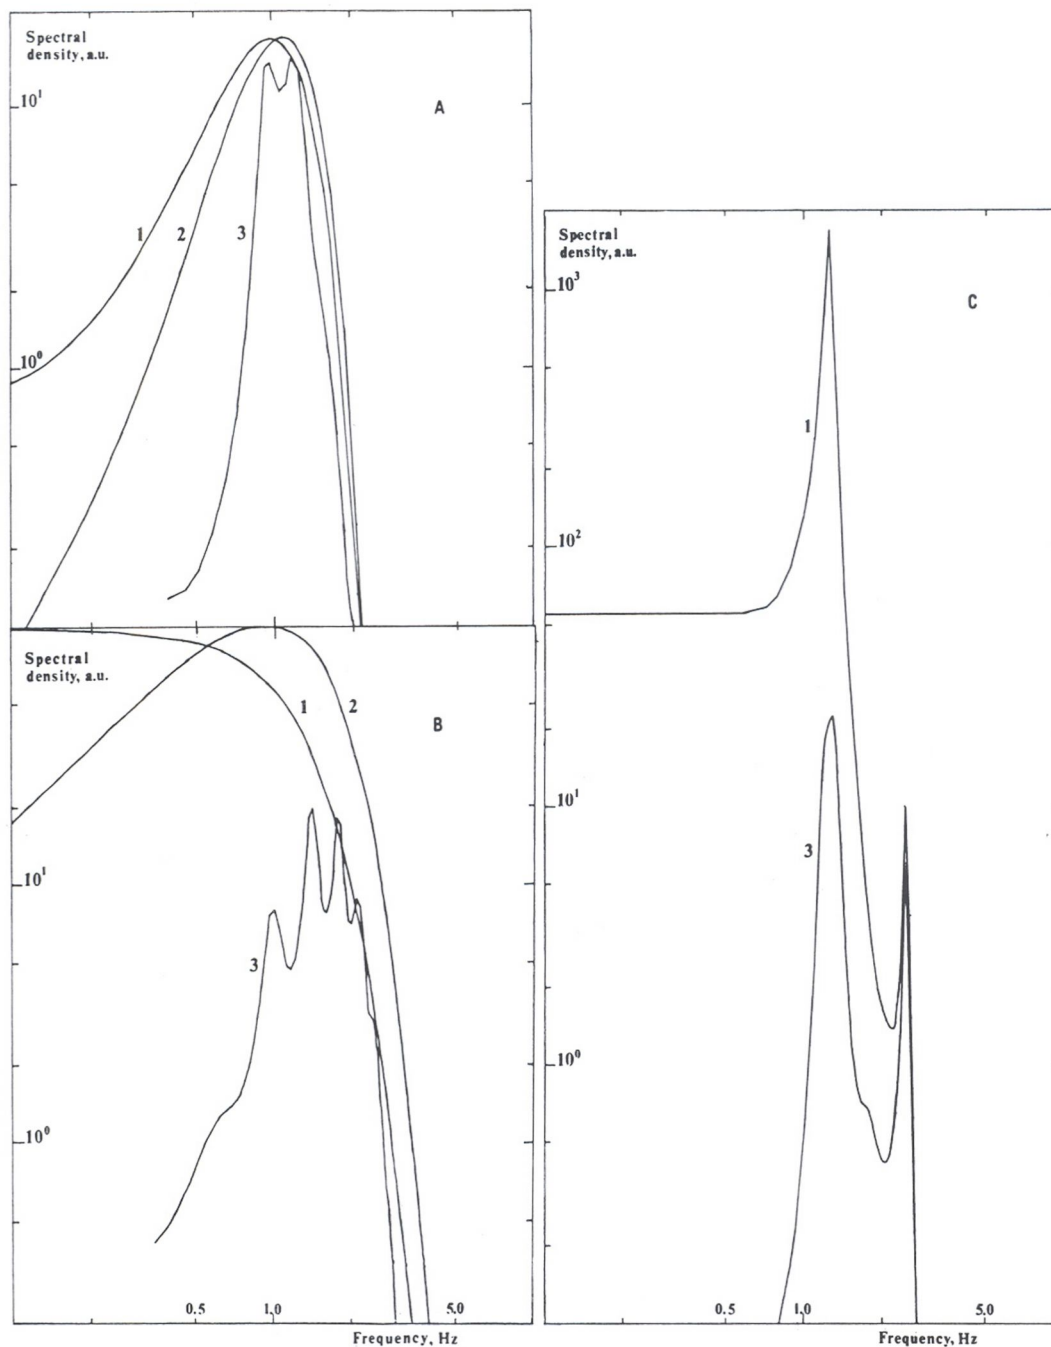 Spectral
density, a.u.
10¹
A
1
2
3
10⁰
Spectral
density, a.u.
1
2
B
10¹
3
10⁰
0.5 1,0 5.0
Frequency, Hz
Spectral
density, a.u.
10³
C
1
10²
10¹
3
10⁰
0.5 1,0 5.0
Frequency, Hz